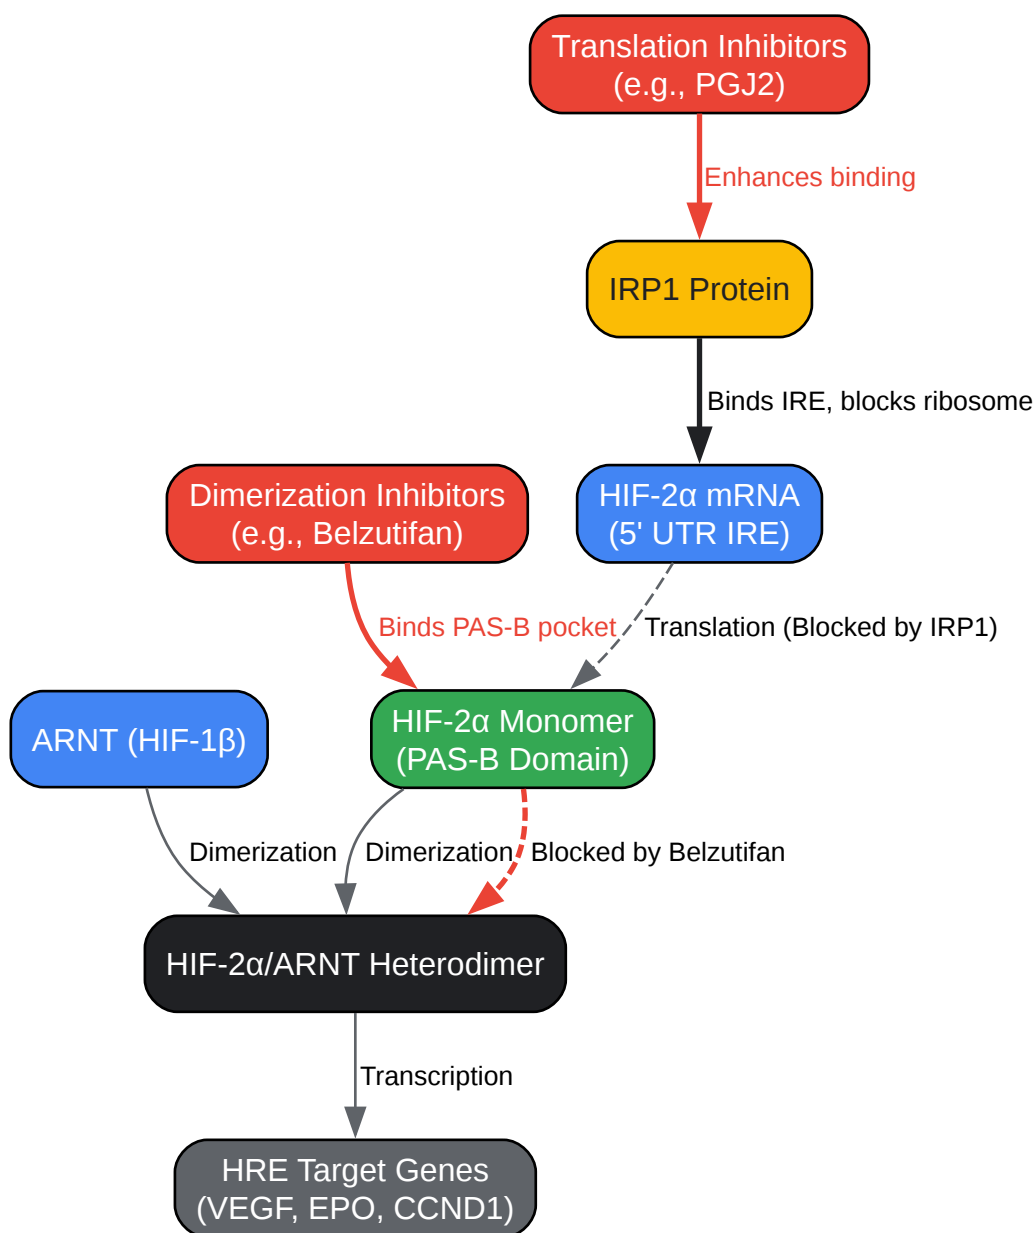 Translation Inhibitors
(e.g., PGJ2)
Enhances binding
IRP1 Protein
Binds IRE, blocks ribosome
Dimerization Inhibitors
(e.g., Belzutifan)
HIF-2α mRNA
(5' UTR IRE)
Binds PAS-B pocket
Translation (Blocked by IRP1)
ARNT (HIF-1β)
HIF-2α Monomer
(PAS-B Domain)
Dimerization
Dimerization
Blocked by Belzutifan
HIF-2α/ARNT Heterodimer
Transcription
HRE Target Genes
(VEGF, EPO, CCND1)